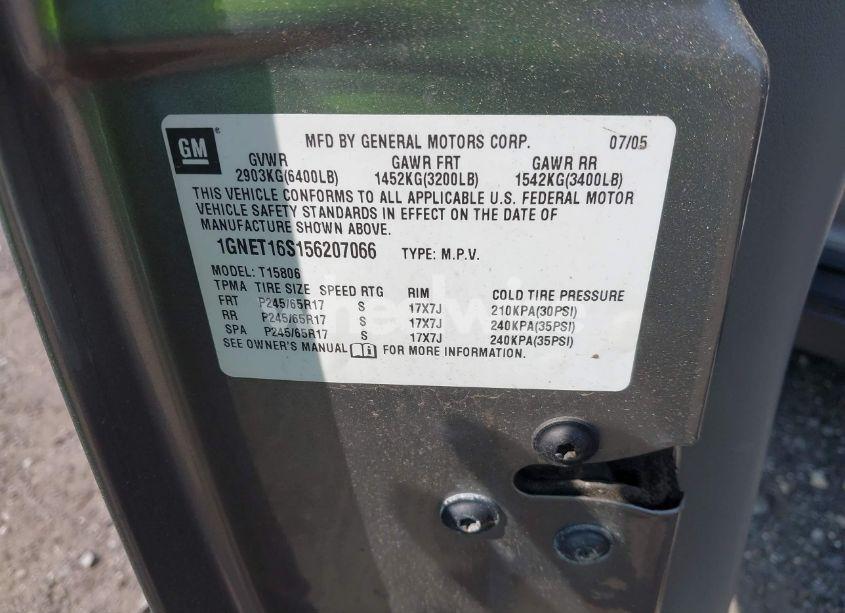 GM
MFD BY GENERAL MOTORS CORP. 07/05
GVWR GAWR FRT GAWR RR
2903KG(6400LB) 1452KG(3200LB) 1542KG(3400LB)
THIS VEHICLE CONFORMS TO ALL APPLICABLE U.S. FEDERAL MOTOR
VEHICLE SAFETY STANDARDS IN EFFECT ON THE DATE OF
MANUFACTURE SHOWN ABOVE.
1GNET16S156207066 TYPE: M.P.V.
MODEL: T15806
TPMA TIRE SIZE SPEED RTG RIM COLD TIRE PRESSURE
FRT P245/65R17 S 17X7J 210KPA(30PSI)
RR P245/65R17 S 17X7J 240KPA(35PSI)
SPA P245/65R17 S 17X7J 240KPA(35PSI)
SEE OWNER'S MANUAL FOR MORE INFORMATION.